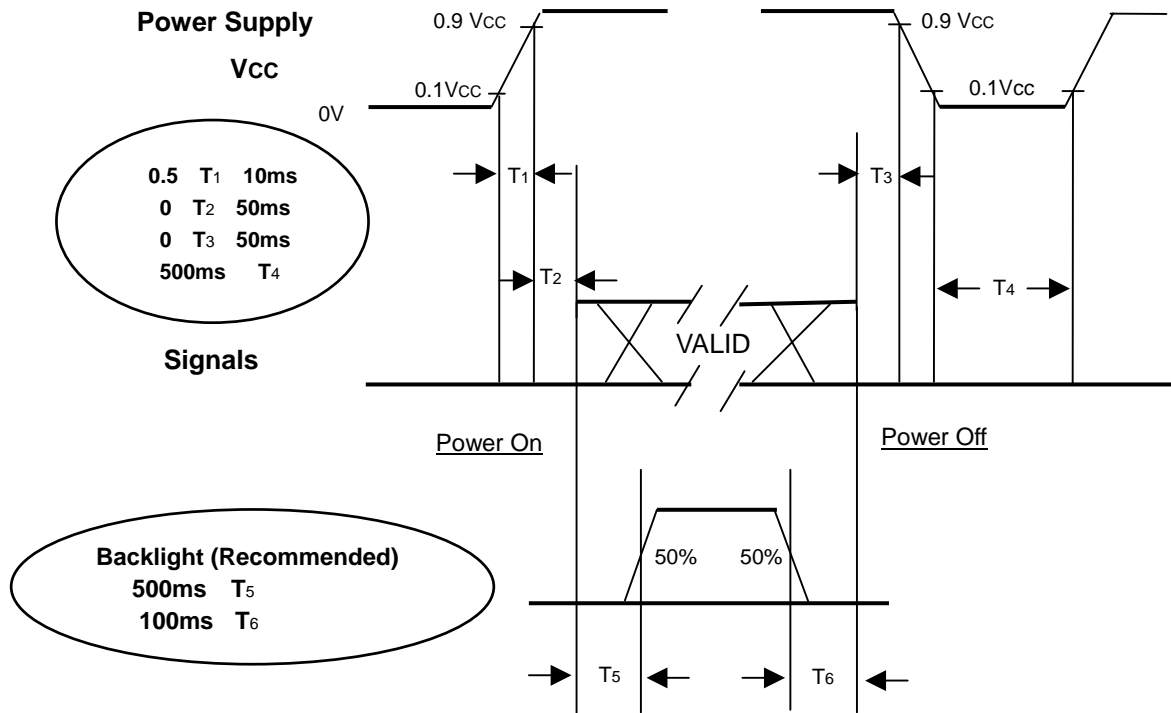 Power Supply
VCC
0.9 VCC
0.1VCC
0V
0.9 VCC
0.1Vcc
0.5 T1 10ms
0 T2 50ms
0 T3 50ms
500ms T4
T1
T2
T3
T4
Signals
VALID
Power On
Power Off
Backlight (Recommended)
500ms T5
100ms T6
50%
50%
T5
T6